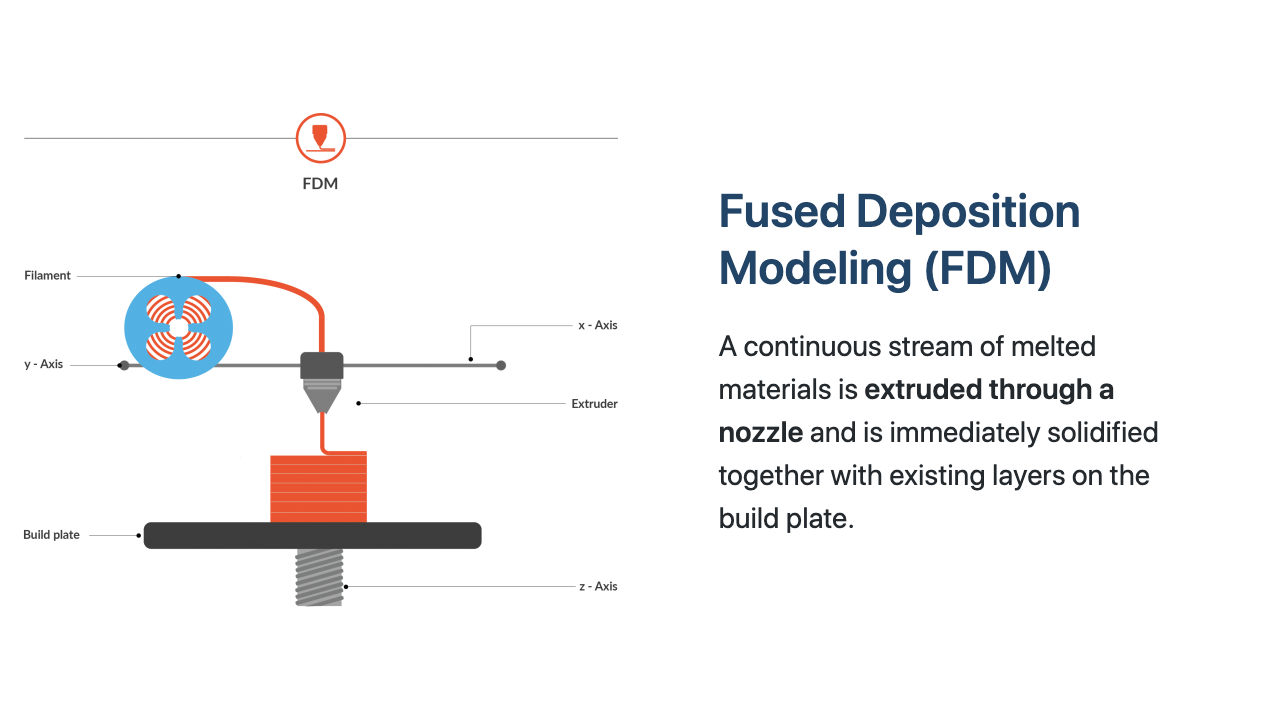 FDM
Filament
x - Axis
y - Axis
Extruder
Build plate
z - Axis
Fused Deposition
Modeling (FDM)
A continuous stream of melted
materials is extruded through a
nozzle and is immediately solidified
together with existing layers on the
build plate.